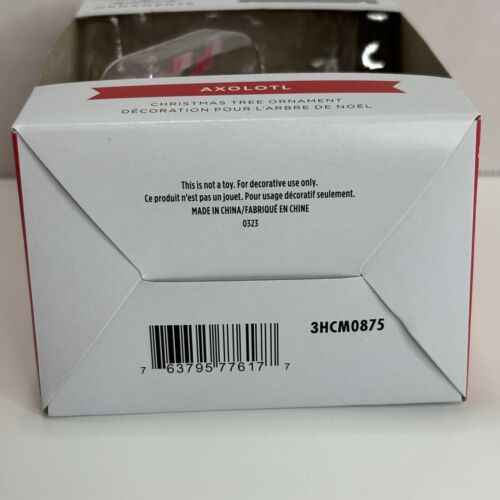 ORNAMENTS
AXOLOTL
CHRISTMAS TREE ORNAMENT
DÉCORATION POUR L'ARBRE DE NOËL
This is not a toy. For decorative use only.
Ce produit n'est pas un jouet. Pour usage décoratif seulement.
MADE IN CHINA/FABRIQUÉ EN CHINE
0323
3HCM0875
7 63795 77617 7